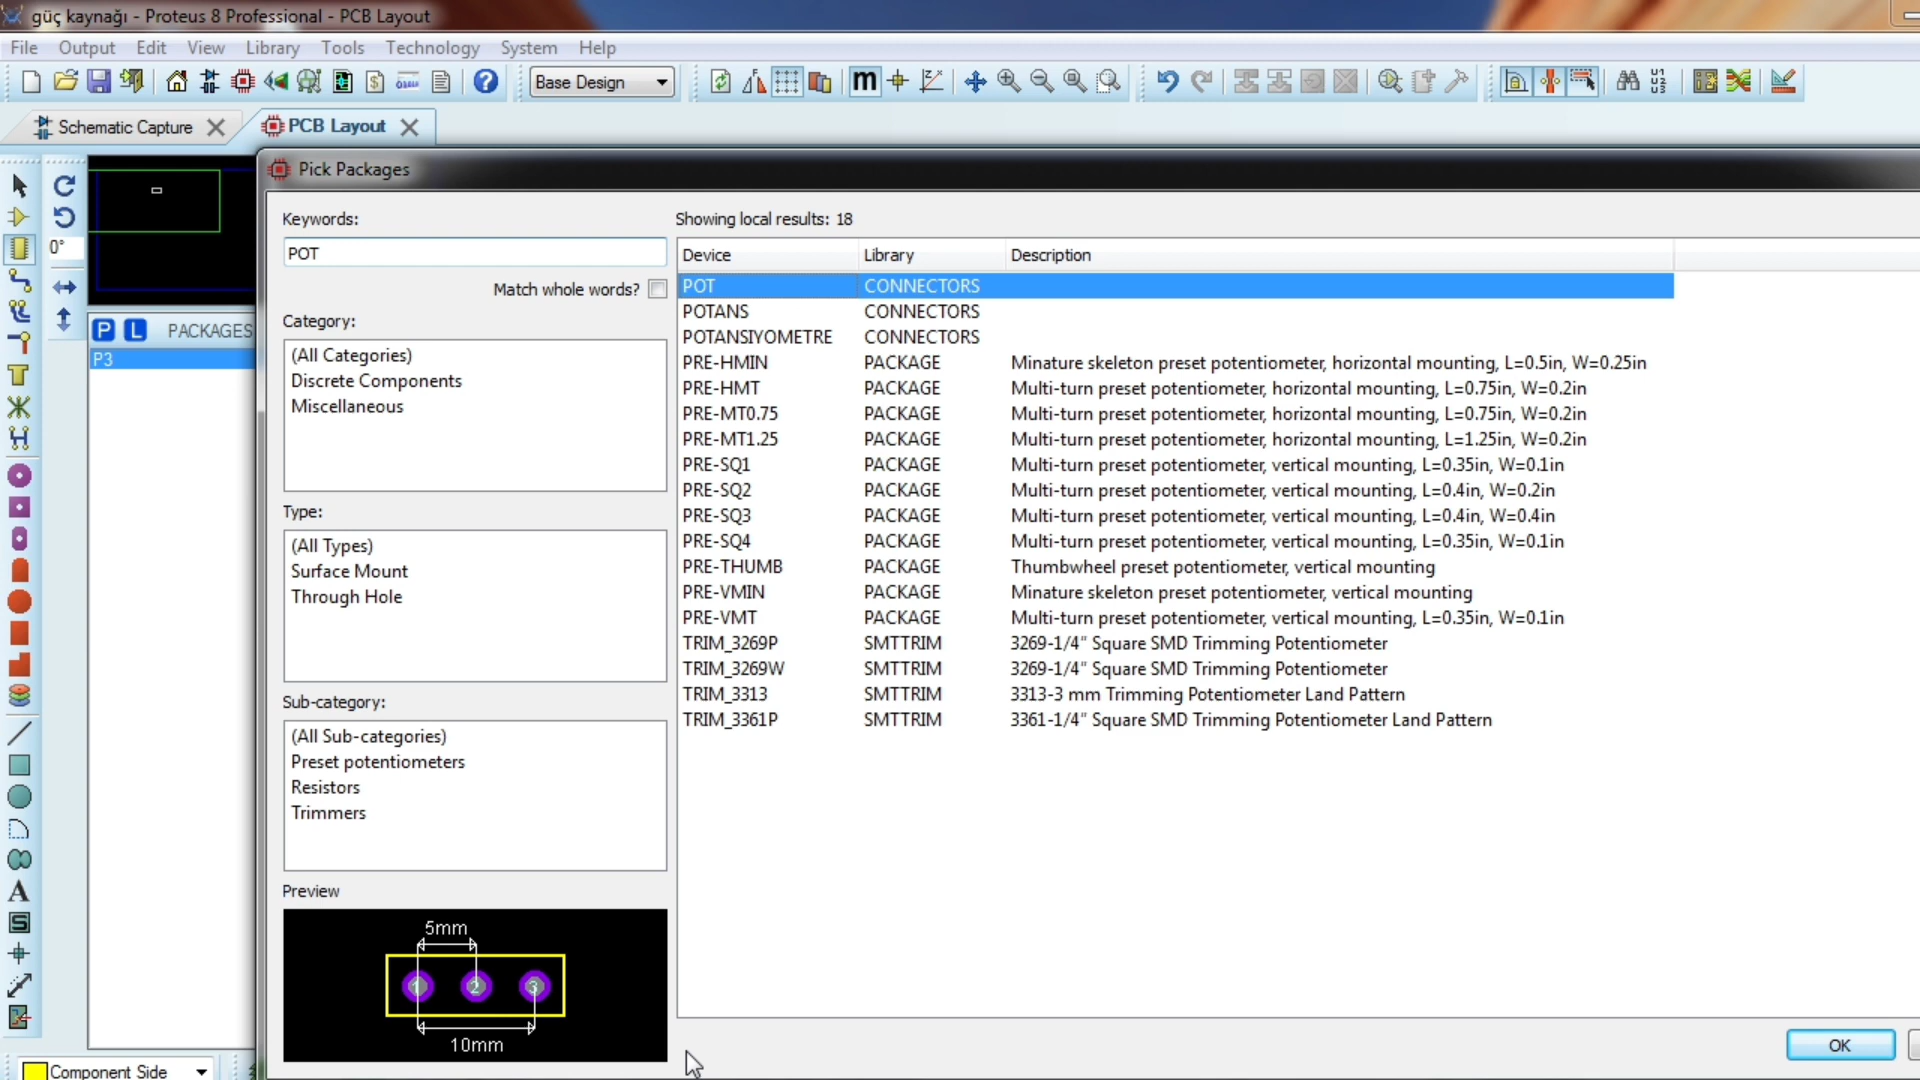 güç kaynağı - Proteus 8 Professional - PCB Layout
File Output Edit View Library Tools Technology System Help
Base Design
Schematic Capture
PCB Layout
Pick Packages
0°
P L PACKAGES
P3
Keywords:
POT
Match whole words?
Category:
(All Categories)
Discrete Components
Miscellaneous
Type:
(All Types)
Surface Mount
Through Hole
Sub-category:
(All Sub-categories)
Preset potentiometers
Resistors
Trimmers
Preview
5mm
1 2 3
10mm
Showing local results: 18
Device Library Description
POT CONNECTORS
POTANS CONNECTORS
POTANSIYOMETRE CONNECTORS
PRE-HMIN PACKAGE Minature skeleton preset potentiometer, horizontal mounting, L=0.5in, W=0.25in
PRE-HMT PACKAGE Multi-turn preset potentiometer, horizontal mounting, L=0.75in, W=0.2in
PRE-MT0.75 PACKAGE Multi-turn preset potentiometer, horizontal mounting, L=0.75in, W=0.2in
PRE-MT1.25 PACKAGE Multi-turn preset potentiometer, horizontal mounting, L=1.25in, W=0.2in
PRE-SQ1 PACKAGE Multi-turn preset potentiometer, vertical mounting, L=0.35in, W=0.1in
PRE-SQ2 PACKAGE Multi-turn preset potentiometer, vertical mounting, L=0.4in, W=0.2in
PRE-SQ3 PACKAGE Multi-turn preset potentiometer, vertical mounting, L=0.4in, W=0.4in
PRE-SQ4 PACKAGE Multi-turn preset potentiometer, vertical mounting, L=0.35in, W=0.1in
PRE-THUMB PACKAGE Thumbwheel preset potentiometer, vertical mounting
PRE-VMIN PACKAGE Minature skeleton preset potentiometer, vertical mounting
PRE-VMT PACKAGE Multi-turn preset potentiometer, vertical mounting, L=0.35in, W=0.1in
TRIM_3269P SMTTRIM 3269-1/4" Square SMD Trimming Potentiometer
TRIM_3269W SMTTRIM 3269-1/4" Square SMD Trimming Potentiometer
TRIM_3313 SMTTRIM 3313-3 mm Trimming Potentiometer Land Pattern
TRIM_3361P SMTTRIM 3361-1/4" Square SMD Trimming Potentiometer Land Pattern
OK
Component Side